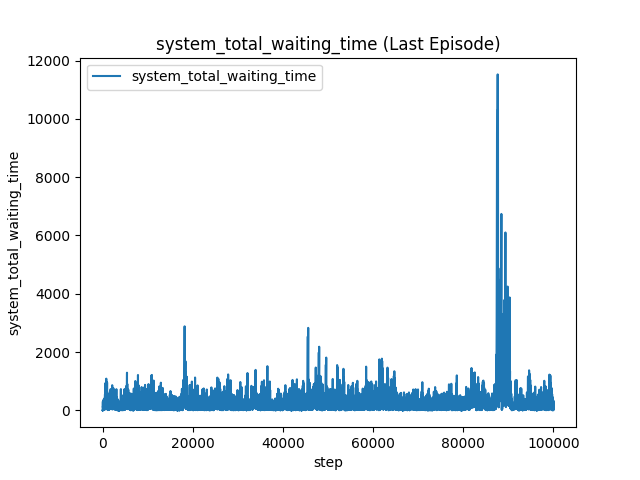 system_total_waiting_time (Last Episode)
system_total_waiting_time
system_total_waiting_time
12000
10000
8000
6000
4000
2000
0
0 20000 40000 60000 80000 100000
step